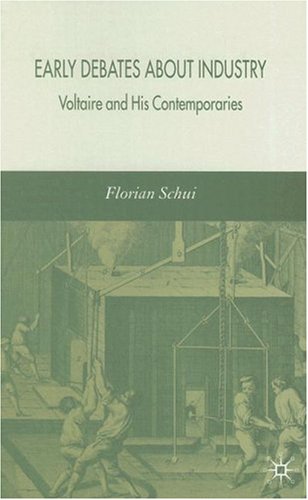 EARLY DEBATES ABOUT INDUSTRY
Voltaire and His Contemporaries
Florian Schui